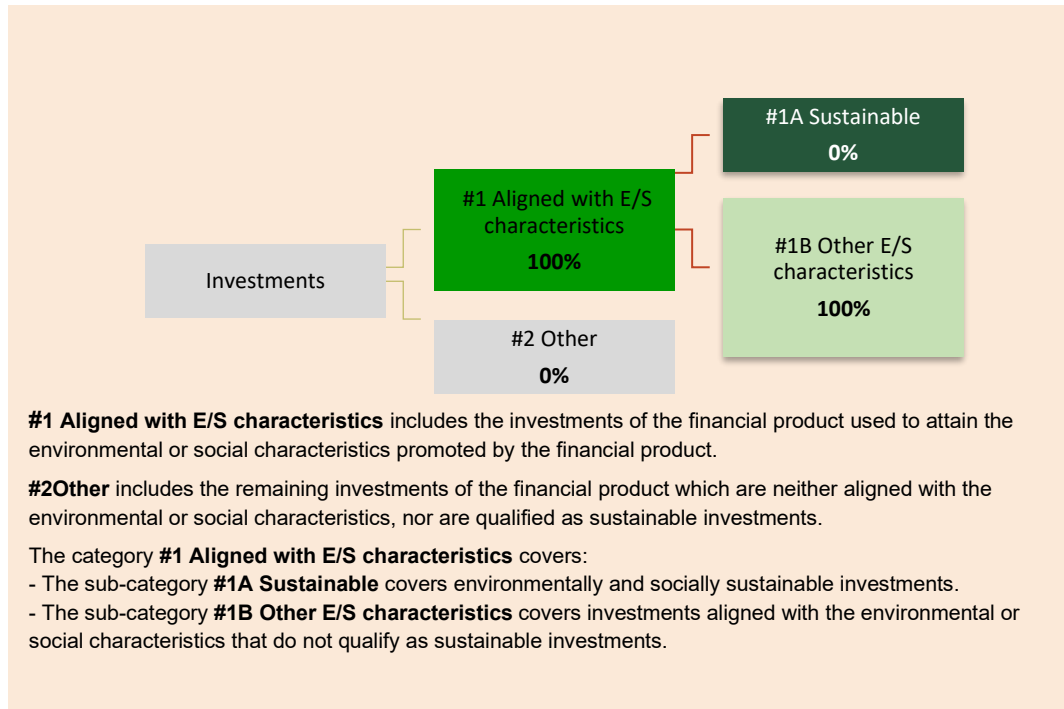 #1A Sustainable
0%
#1 Aligned with E/S
characteristics
100%
#1B Other E/S
characteristics
100%
Investments
#2 Other
0%
#1 Aligned with E/S characteristics includes the investments of the financial product used to attain the
environmental or social characteristics promoted by the financial product.
#2Other includes the remaining investments of the financial product which are neither aligned with the
environmental or social characteristics, nor are qualified as sustainable investments.
The category #1 Aligned with E/S characteristics covers:
- The sub-category #1A Sustainable covers environmentally and socially sustainable investments.
- The sub-category #1B Other E/S characteristics covers investments aligned with the environmental or
social characteristics that do not qualify as sustainable investments.